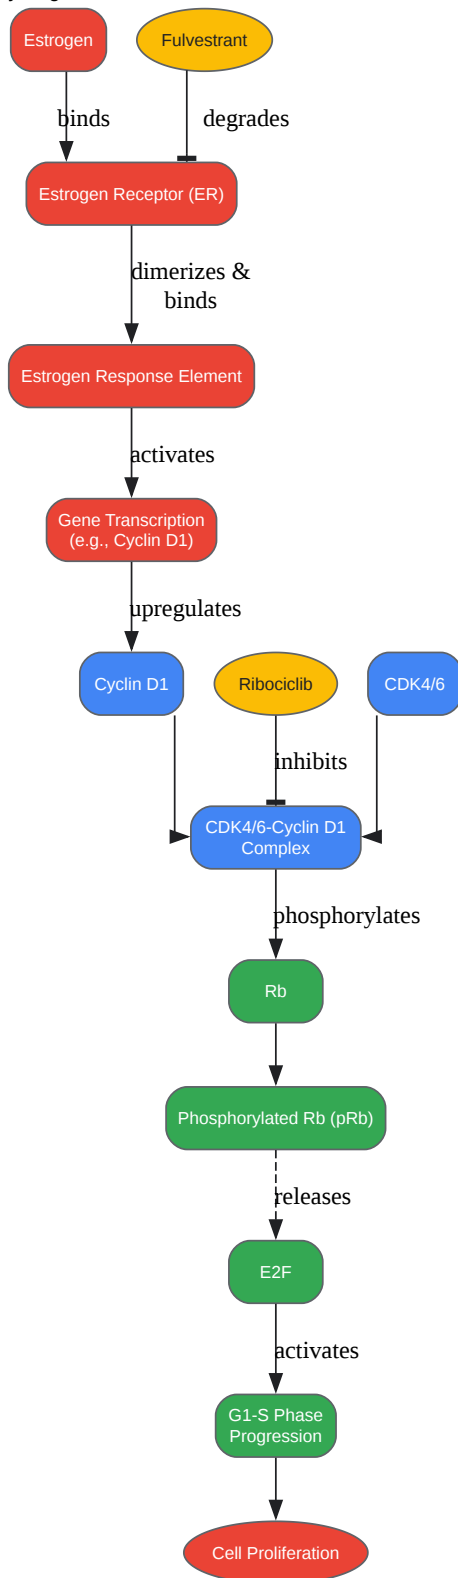 Estrogen
Fulvestrant
binds
degrades
Estrogen Receptor (ER)
dimerizes &
binds
Estrogen Response Element
activates
Gene Transcription
(e.g., Cyclin D1)
upregulates
Cyclin D1
Ribociclib
CDK4/6
inhibits
CDK4/6-Cyclin D1
Complex
phosphorylates
Rb
Phosphorylated Rb (pRb)
releases
E2F
activates
G1-S Phase
Progression
Cell Proliferation